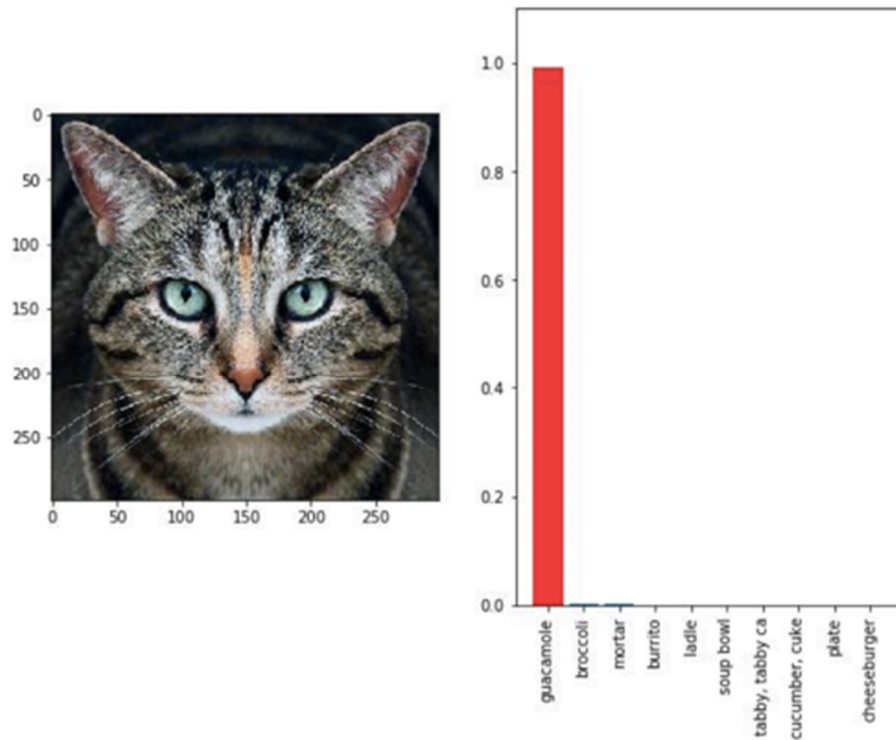 0
50
100
150
200
250
0 50 100 150 200 250
1.0
0.8
0.6
0.4
0.2
0.0
guacamole
broccoli
mortar
burrito
ladle
soup bowl
tabby, tabby ca
cucumber, cuke
plate
cheeseburger